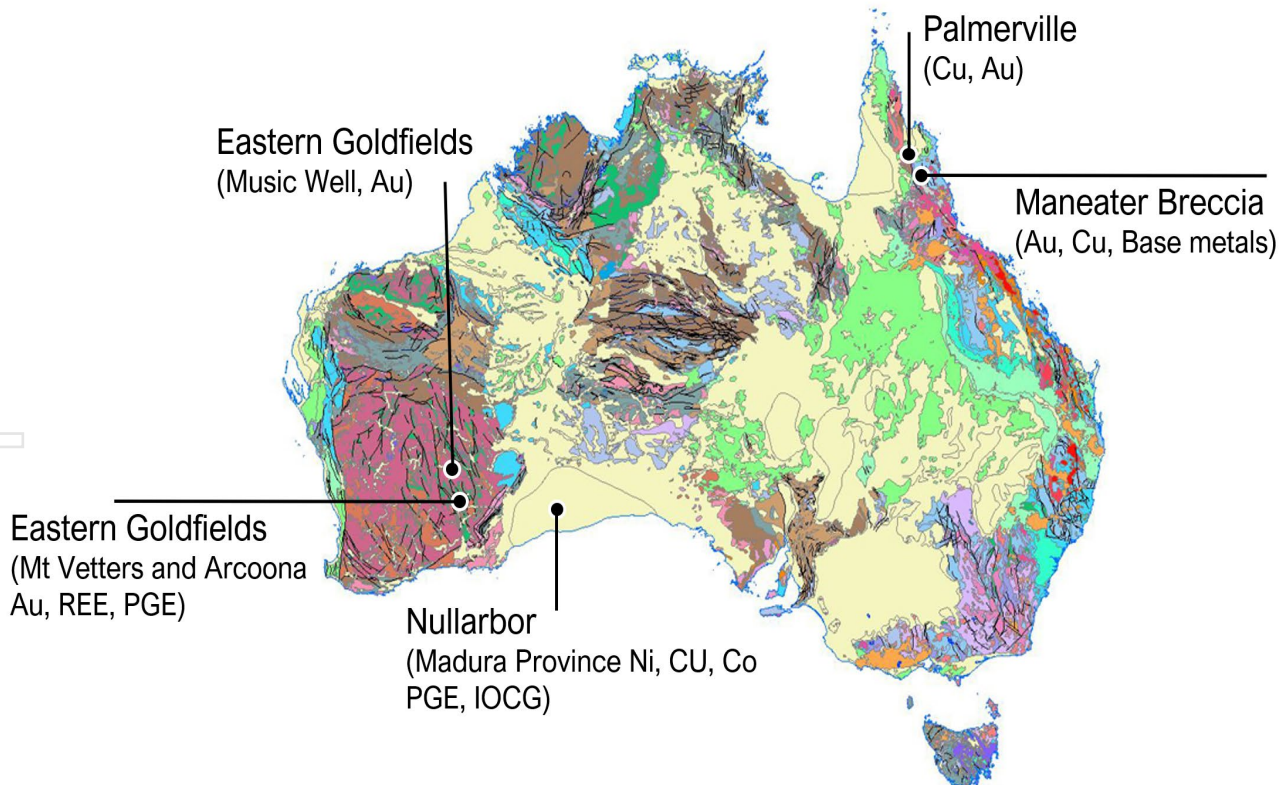 Palmerville
(Cu, Au)
Eastern Goldfields
(Music Well, Au)
Maneater Breccia
(Au, Cu, Base metals)
Eastern Goldfields
(Mt Vetters and Arcoona
Au, REE, PGE)
Nullarbor
(Madura Province Ni, CU, Co
PGE, IOCG)